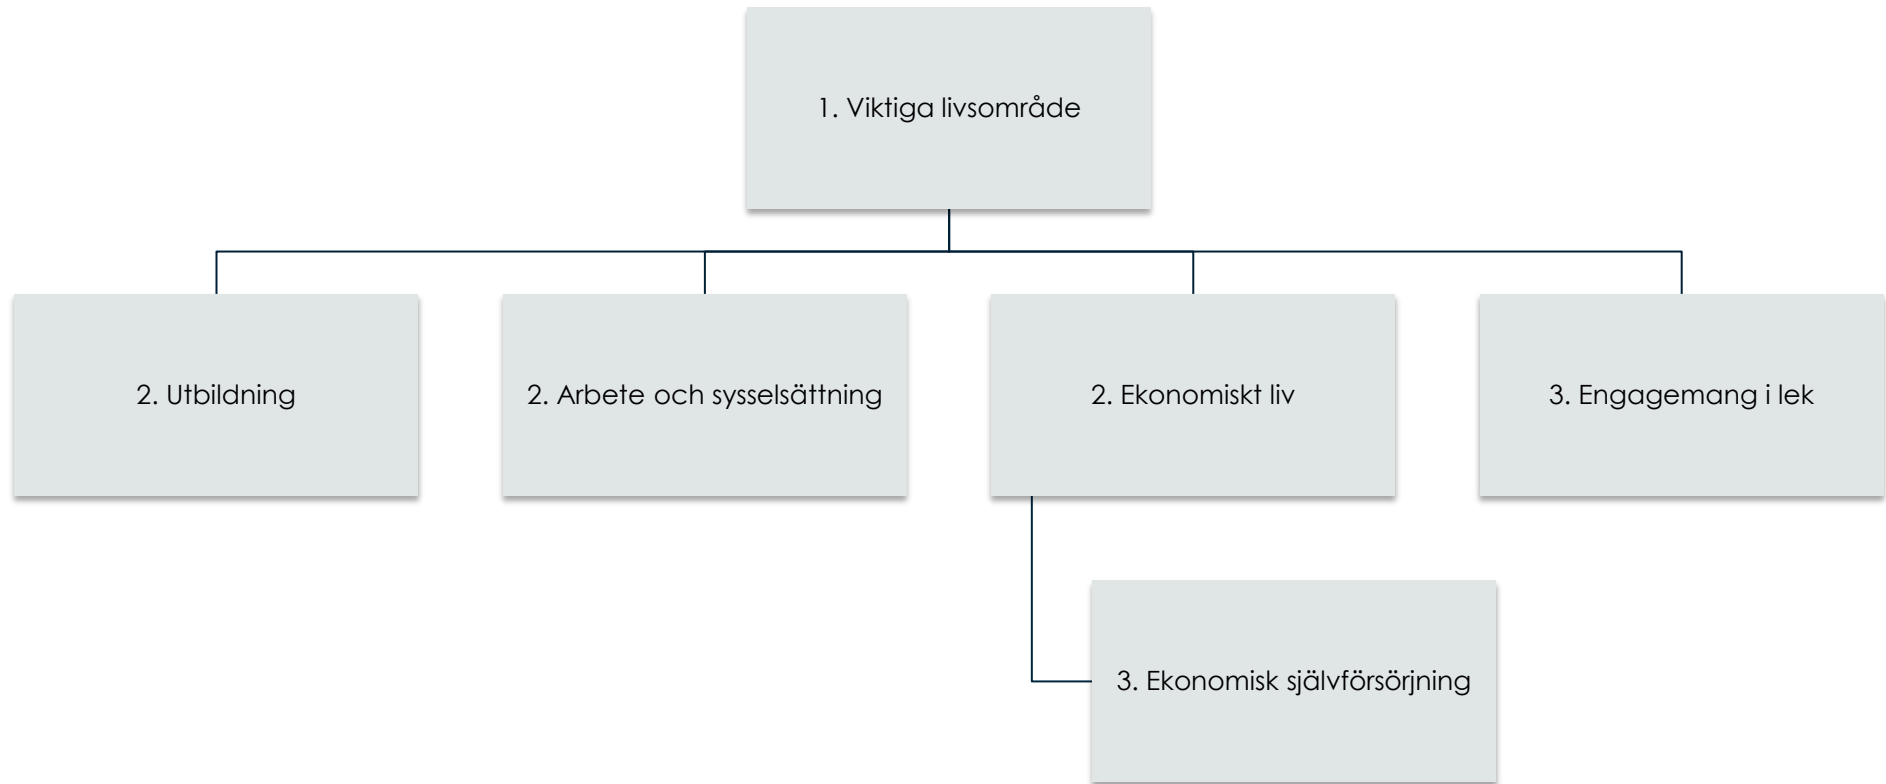 1. Viktiga livsområde
2. Utbildning
2. Arbete och sysselsättning
2. Ekonomiskt liv
3. Engagemang i lek
3. Ekonomisk självförsörjning